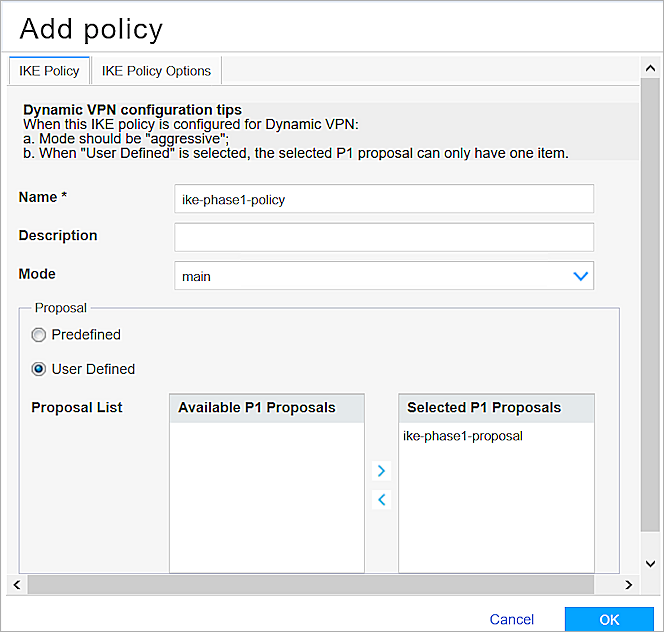 Add policy
IKE Policy
IKE Policy Options
Dynamic VPN configuration tips
When this IKE policy is configured for Dynamic VPN:
a. Mode should be "aggressive";
b. When "User Defined" is selected, the selected P1 proposal can only have one item.
Name *
ike-phase1-policy
Description
Mode
main
Proposal
Predefined
User Defined
Proposal List
Available P1 Proposals
Selected P1 Proposals
ike-phase1-proposal
Cancel
OK